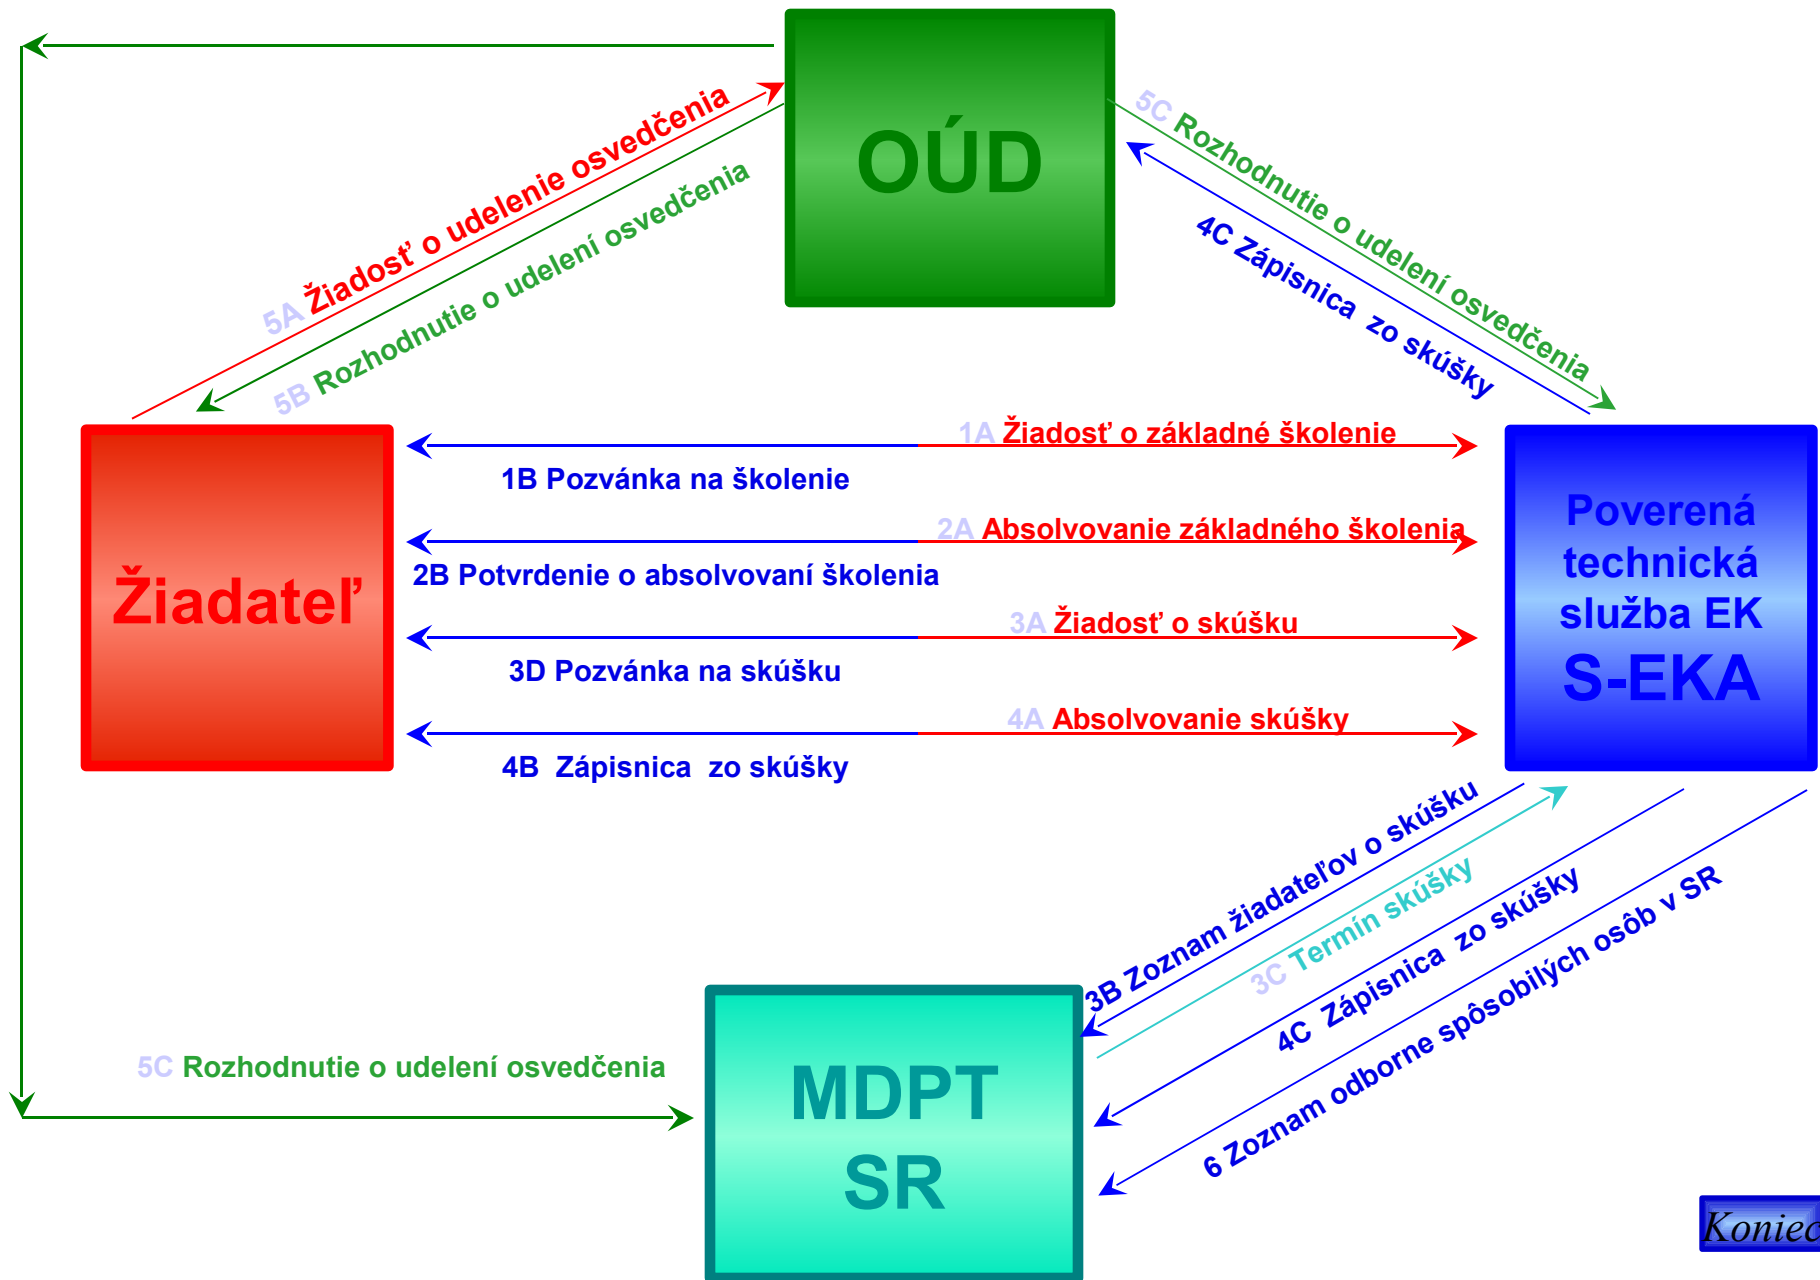 OÚD
5A Žiadosť o udelenie osvedčenia
5B Rozhodnutie o udelení osvedčenia
5C Rozhodnutie o udelení osvedčenia
4C Zápisnica zo skúšky
Žiadateľ
1A Žiadosť o základné školenie
1B Pozvánka na školenie
2A Absolvovanie základného školenia
2B Potvrdenie o absolvovaní školenia
3A Žiadosť o skúšku
3D Pozvánka na skúšku
4A Absolvovanie skúšky
4B Zápisnica zo skúšky
Poverená
technická
služba EK
S-EKA
3B Zoznam žiadateľov o skúšku
3C Termín skúšky
4C Zápisnica zo skúšky
6 Zoznam odborne spôsobilých osôb v SR
5C Rozhodnutie o udelení osvedčenia
MDPT
SR
Koniec